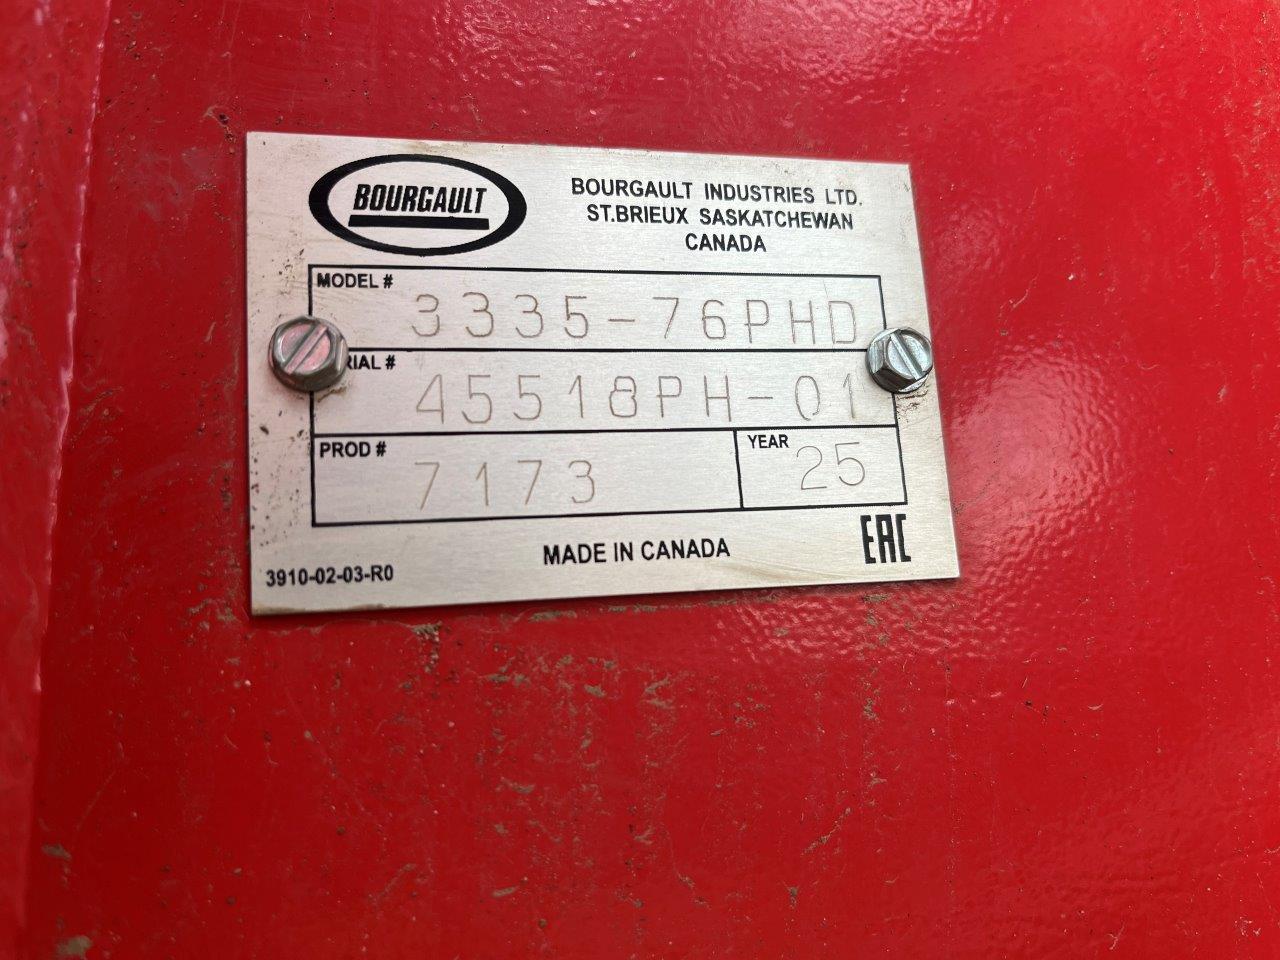 BOURGAULT
BOURGAULT INDUSTRIES LTD.
ST.BRIEUX SASKATCHEWAN
CANADA
MODEL # 3335-76PHD
RIAL # 45518PH-01
PROD # 7173
YEAR 25
3910-02-03-R0
MADE IN CANADA
EAC